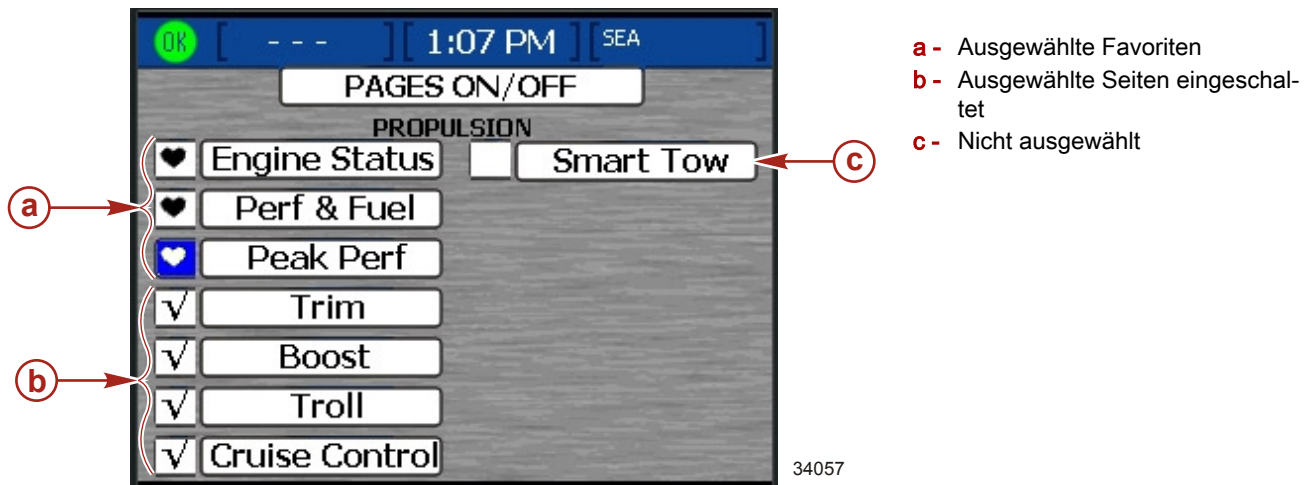 OK [ - - - ][ 1:07 PM ][ SEA ]
PAGES ON/OFF
PROPULSION
♥ Engine Status
Smart Tow
♥ Perf & Fuel
♥ Peak Perf
√ Trim
√ Boost
√ Troll
√ Cruise Control
a
b
c
34057
a - Ausgewählte Favoriten
b - Ausgewählte Seiten eingeschal-
tet
c - Nicht ausgewählt